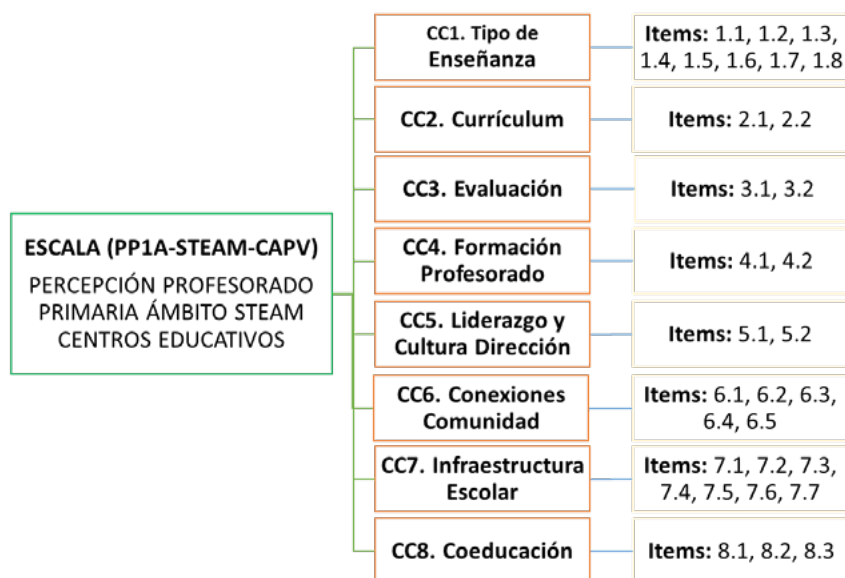 ESCALA (PP1A-STEAM-CAPV)
PERCEPCIÓN PROFESORADO
PRIMARIA ÁMBITO STEAM
CENTROS EDUCATIVOS
CC1. Tipo de
Enseñanza
Items: 1.1, 1.2, 1.3,
1.4, 1.5, 1.6, 1.7, 1.8
CC2. Currículum
Items: 2.1, 2.2
CC3. Evaluación
Items: 3.1, 3.2
CC4. Formación
Profesorado
Items: 4.1, 4.2
CC5. Liderazgo y
Cultura Dirección
Items: 5.1, 5.2
CC6. Conexiones
Comunidad
Items: 6.1, 6.2, 6.3,
6.4, 6.5
CC7. Infraestructura
Escolar
Items: 7.1, 7.2, 7.3,
7.4, 7.5, 7.6, 7.7
CC8. Coeducación
Items: 8.1, 8.2, 8.3